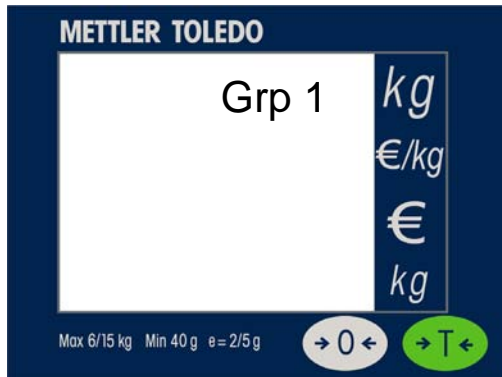 METTLER TOLEDO
Grp 1
kg
€/kg
€
kg
Max 6/15 kg Min 40 g e = 2/5 g
→0←
→T←